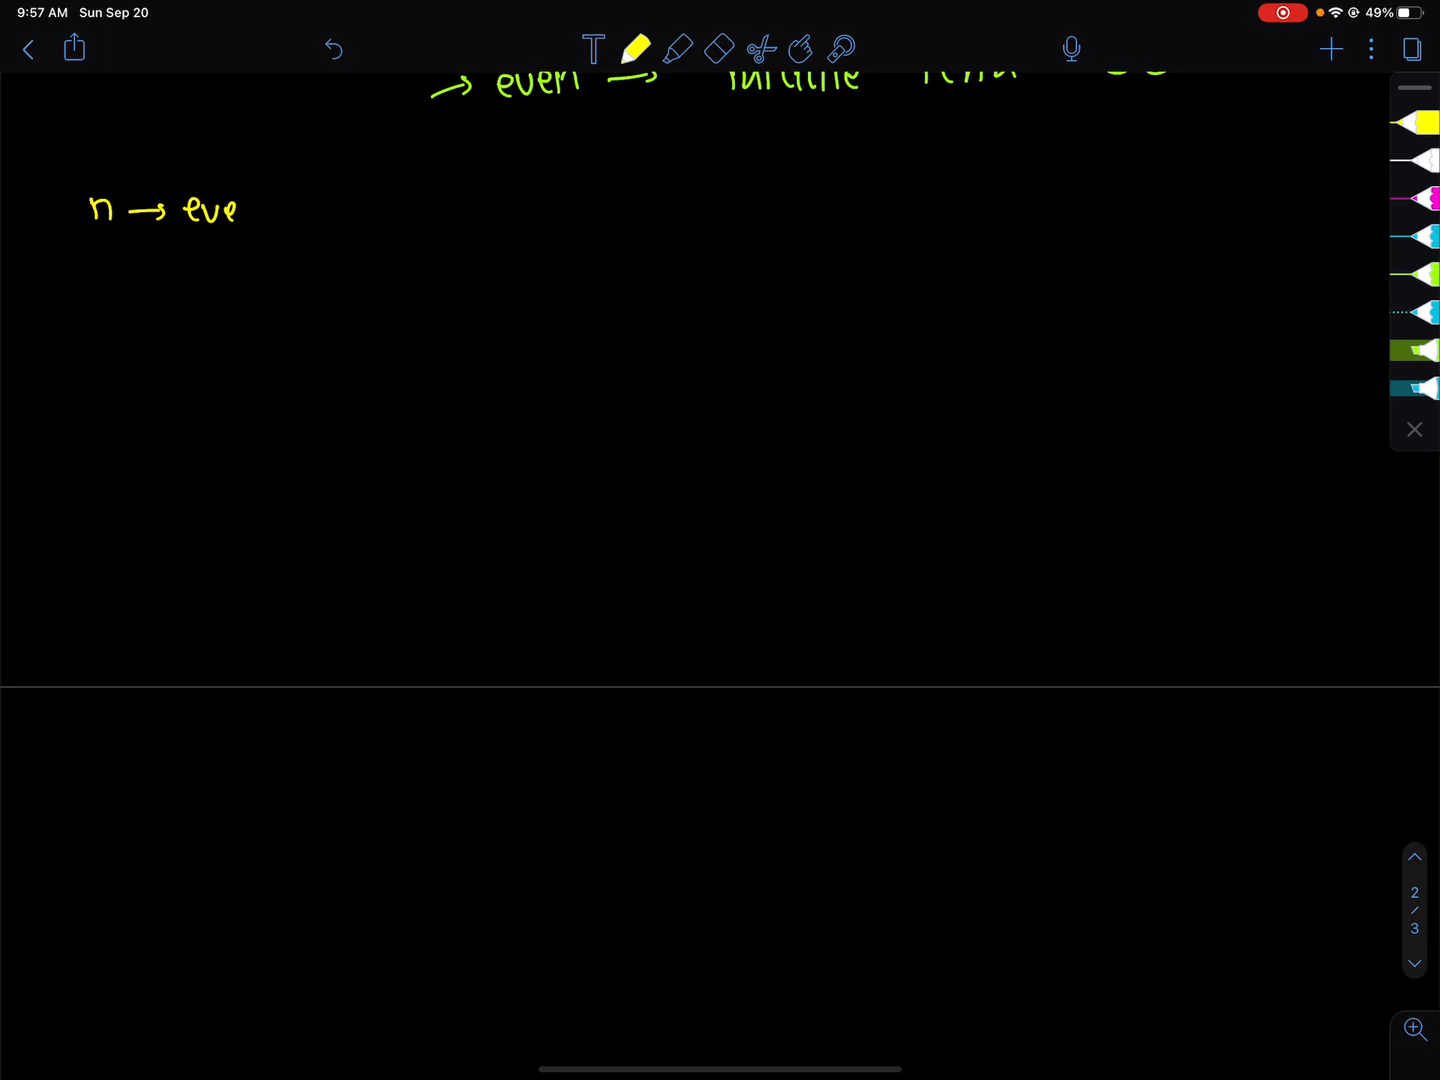 9:57 AM Sun Sep 20
49%
→ even →
n → eve
2
/
3